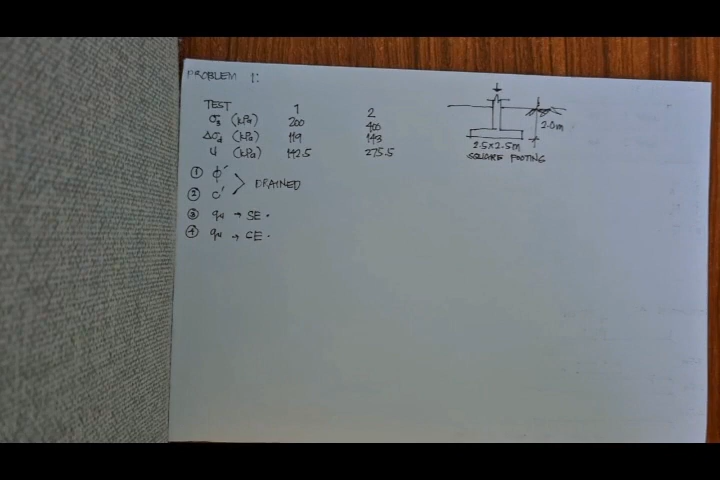 PROBLEM 1:
TEST 1 2
σ₃ (kPa) 200 400
Δσd (kPa) 119 148
u (kPa) 142.5 275.5
① ϕ′
DRAINED
② c′
③ qu → SE.
④ qu → CE.
2.0m
2.5x2.5m
SQUARE FOOTING